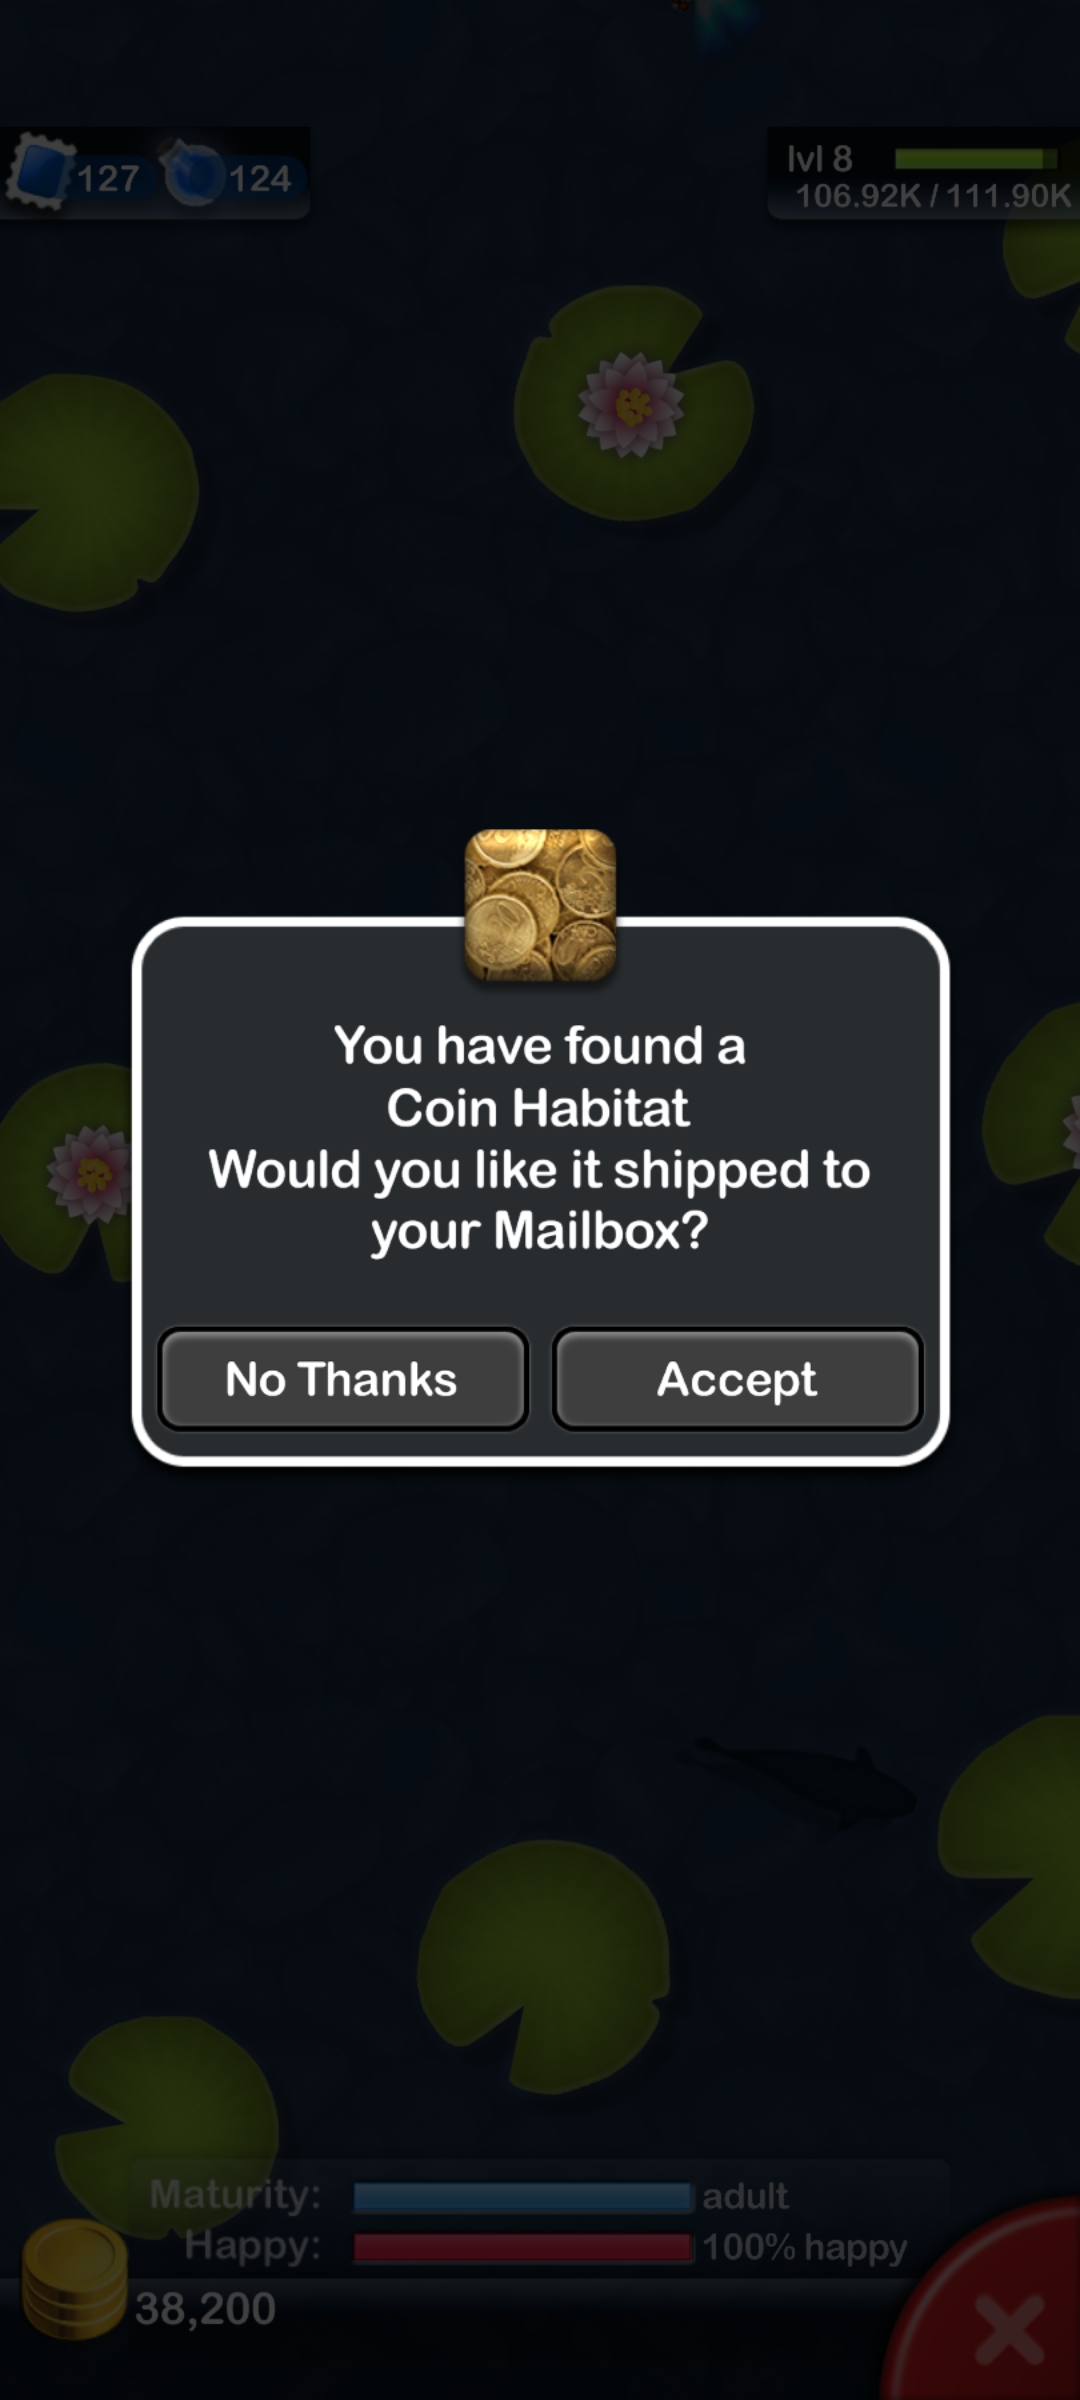 127 124
lvl 8
106.92K / 111.90K
You have found a
Coin Habitat
Would you like it shipped to
your Mailbox?
No Thanks Accept
Maturity: adult
Happy: 100% happy
38,200